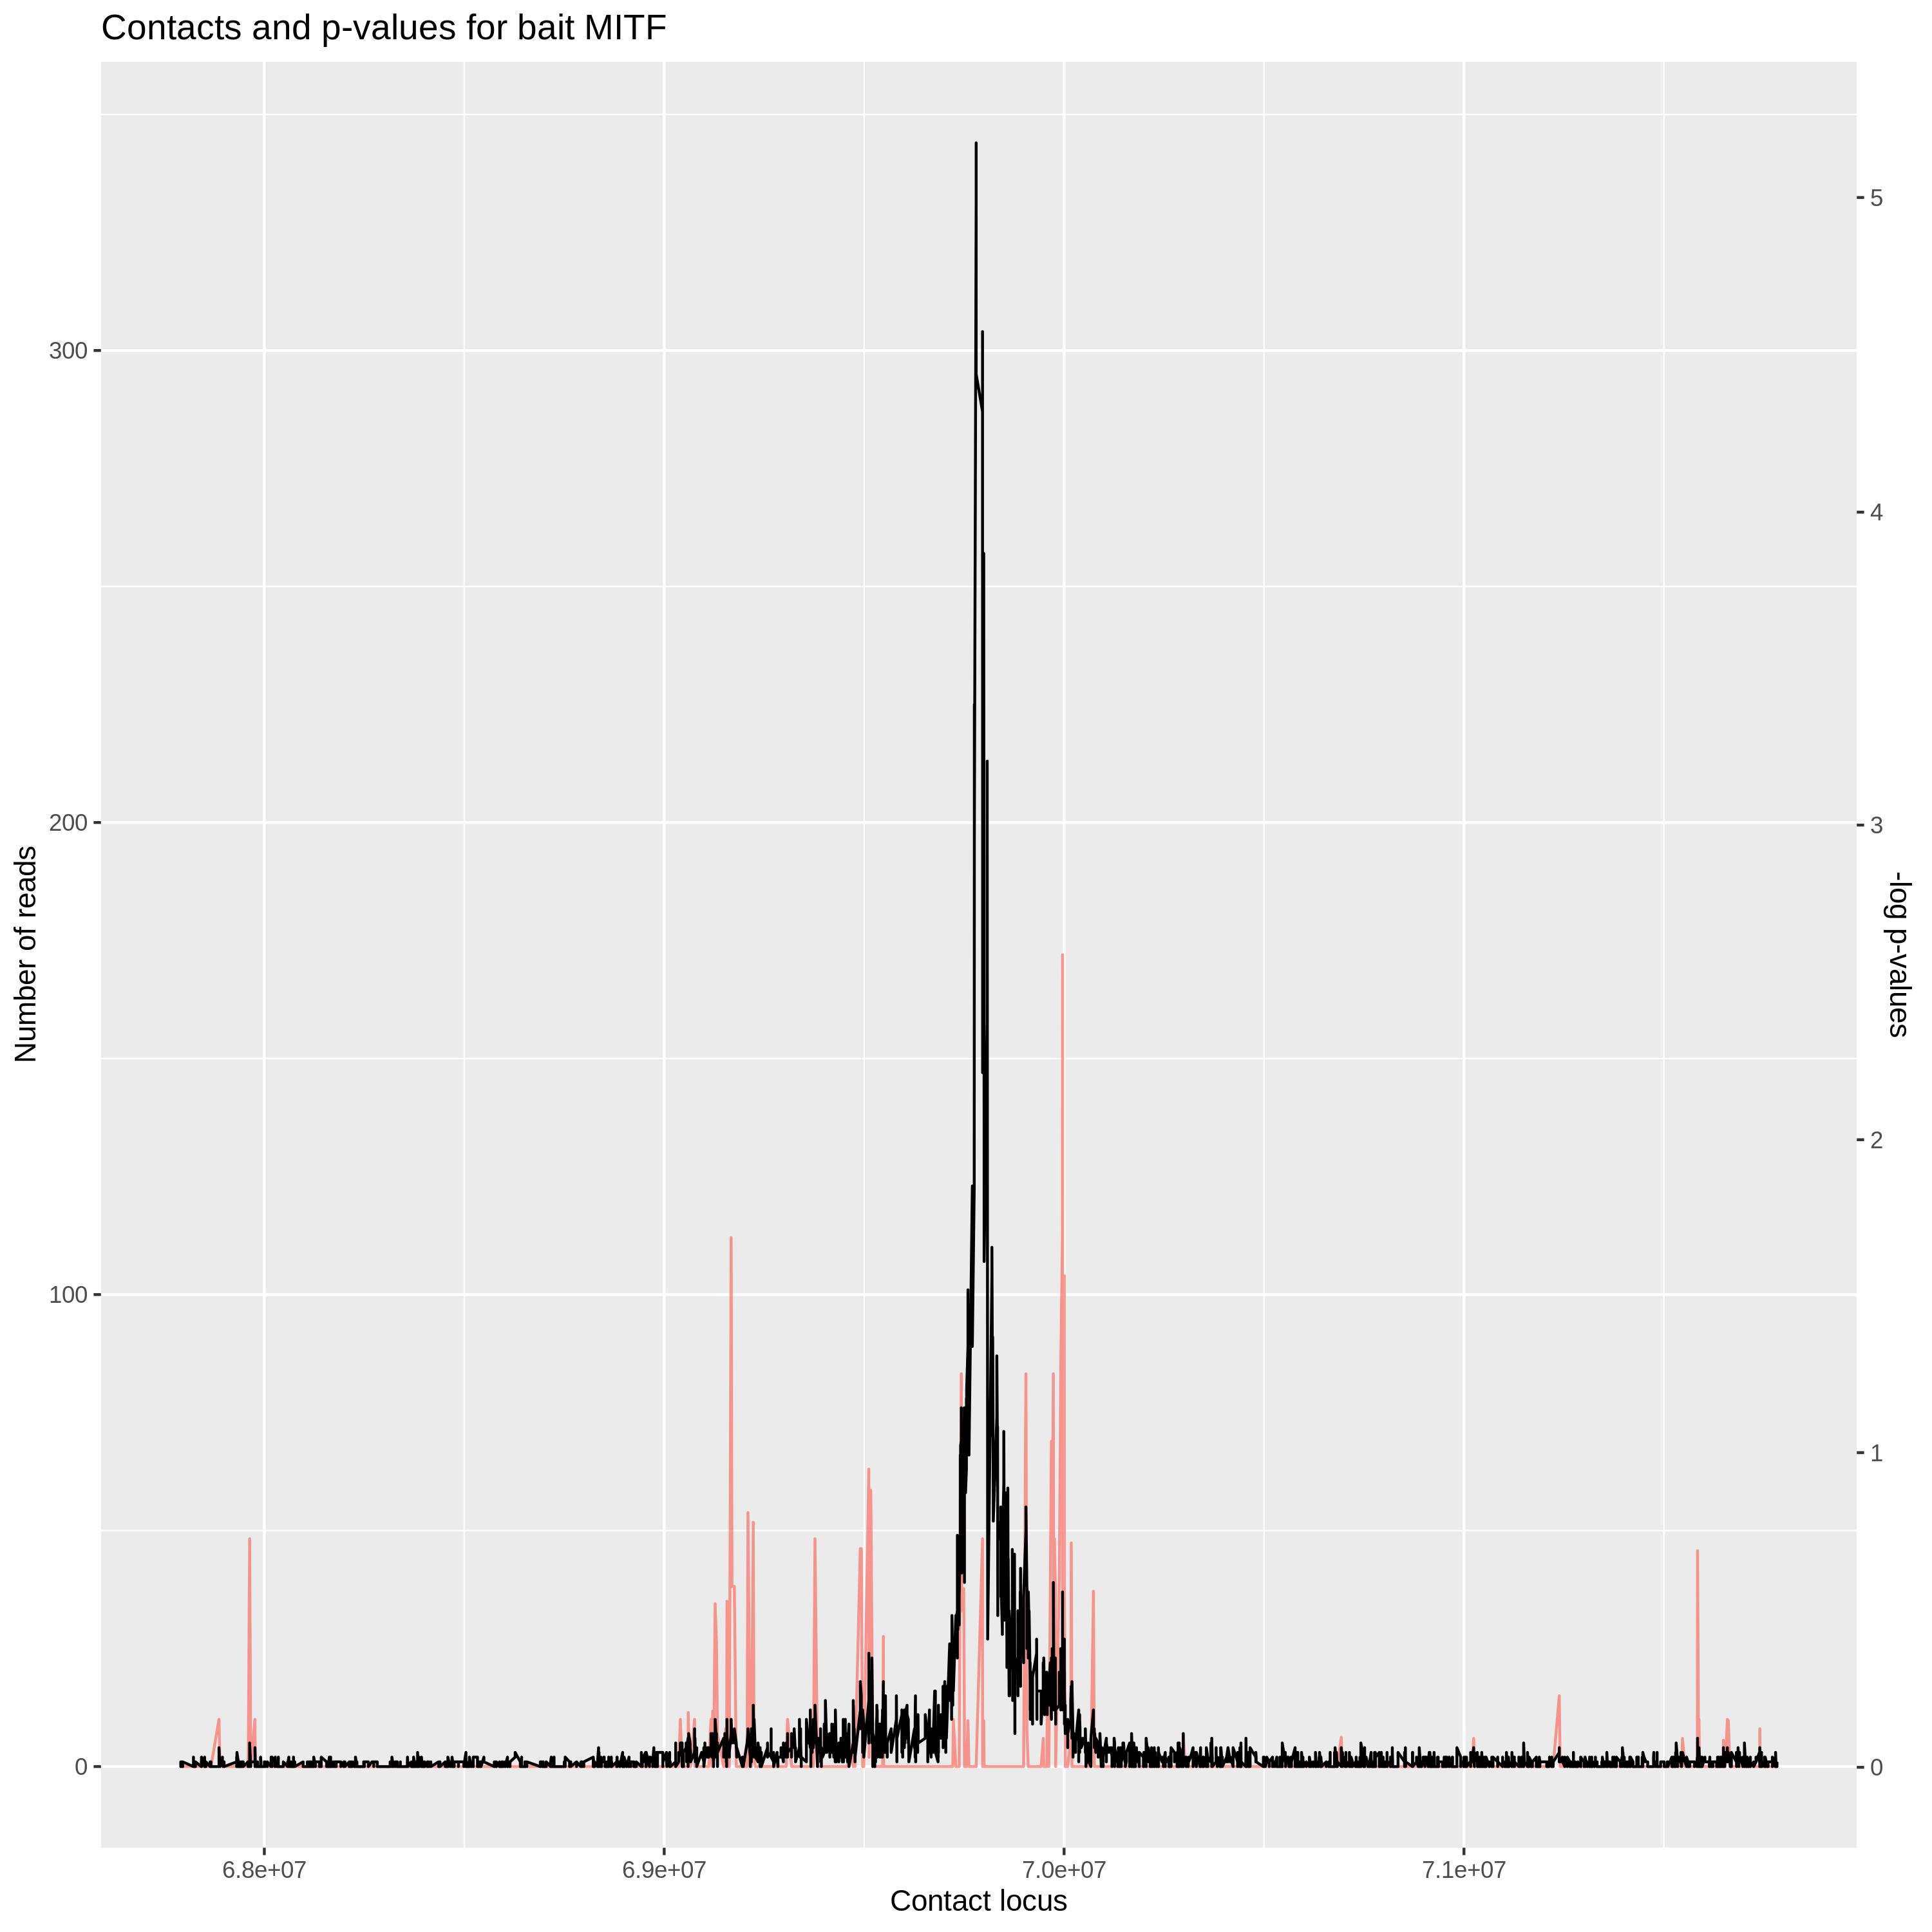 Contacts and p-values for bait MITF
Number of reads
300
200
100
0
5
4
3
2
1
0
-log p-values
6.8e+07
6.9e+07
7.0e+07
7.1e+07
Contact locus